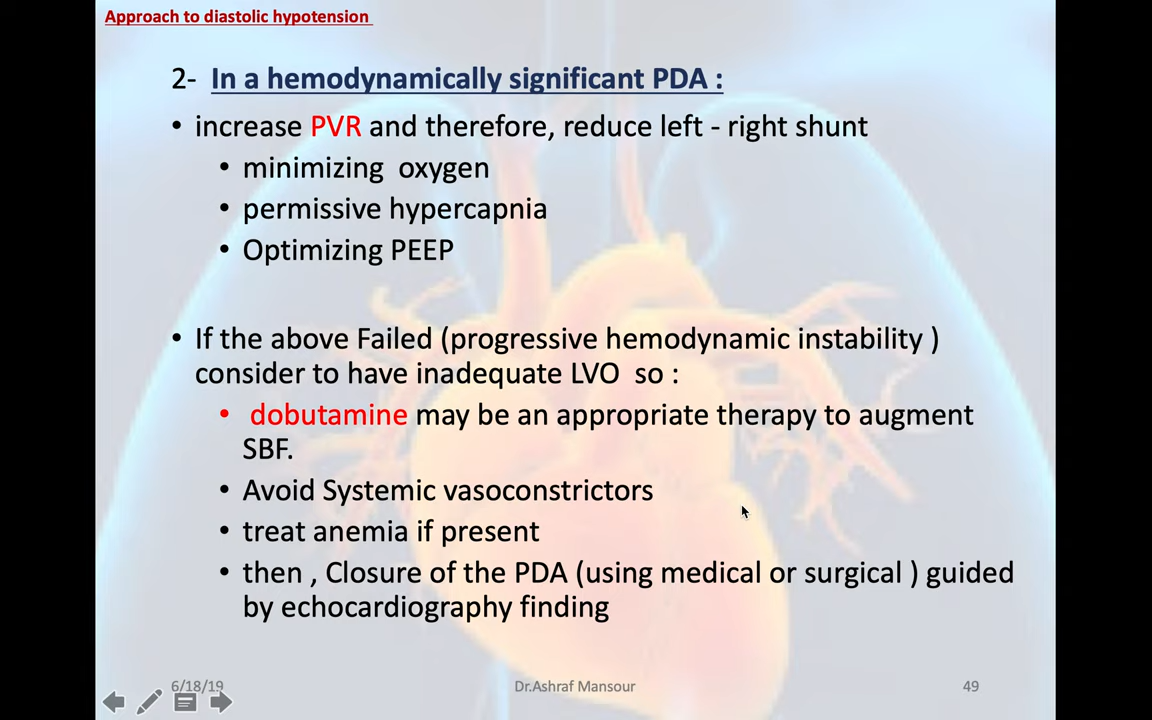 Approach to diastolic hypotension
2- In a hemodynamically significant PDA :
• increase PVR and therefore, reduce left - right shunt
• minimizing oxygen
• permissive hypercapnia
• Optimizing PEEP
• If the above Failed (progressive hemodynamic instability )
consider to have inadequate LVO so :
• dobutamine may be an appropriate therapy to augment
SBF.
• Avoid Systemic vasoconstrictors
• treat anemia if present
• then , Closure of the PDA (using medical or surgical ) guided
by echocardiography finding
6/18/19 Dr.Ashraf Mansour 49